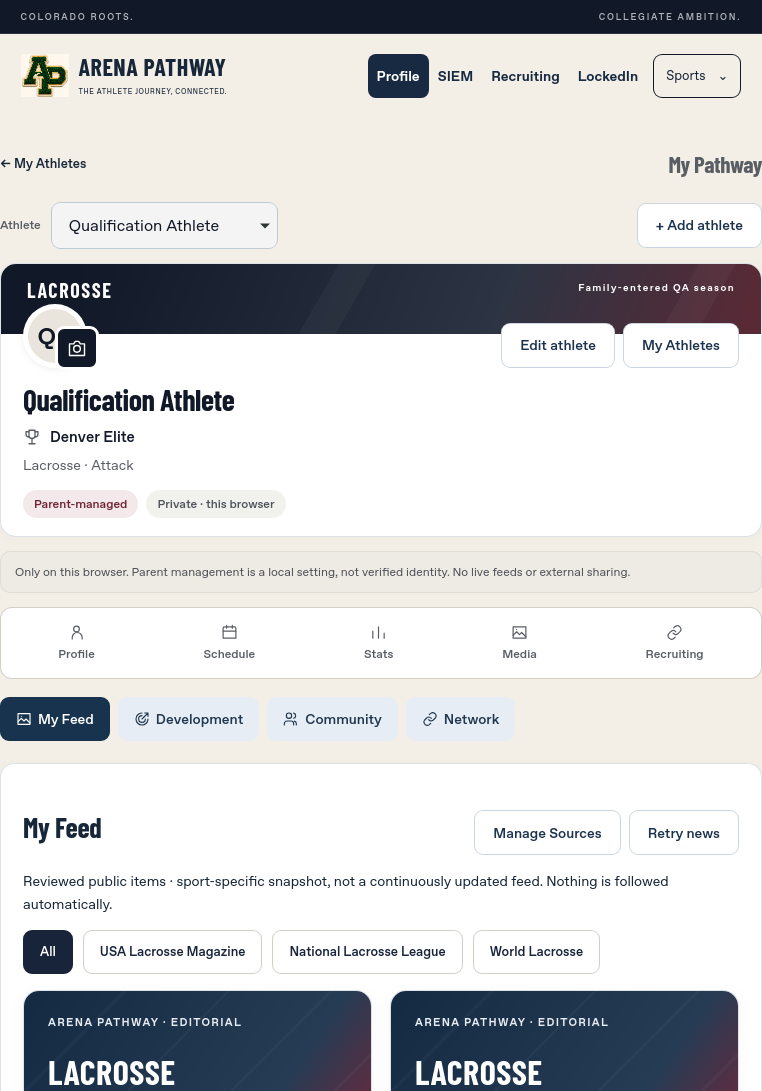 COLORADO ROOTS.
COLLEGIATE AMBITION.
AP
ARENA PATHWAY
THE ATHLETE JOURNEY, CONNECTED.
Profile
SIEM
Recruiting
LockedIn
Sports
← My Athletes
My Pathway
Athlete
Qualification Athlete
+ Add athlete
LACROSSE
Family-entered QA season
Q
Edit athlete
My Athletes
Qualification Athlete
Denver Elite
Lacrosse · Attack
Parent-managed
Private · this browser
Only on this browser. Parent management is a local setting, not verified identity. No live feeds or external sharing.
Profile
Schedule
Stats
Media
Recruiting
My Feed
Development
Community
Network
My Feed
Manage Sources
Retry news
Reviewed public items · sport-specific snapshot, not a continuously updated feed. Nothing is followed
automatically.
All
USA Lacrosse Magazine
National Lacrosse League
World Lacrosse
ARENA PATHWAY · EDITORIAL
LACROSSE
ARENA PATHWAY · EDITORIAL
LACROSSE